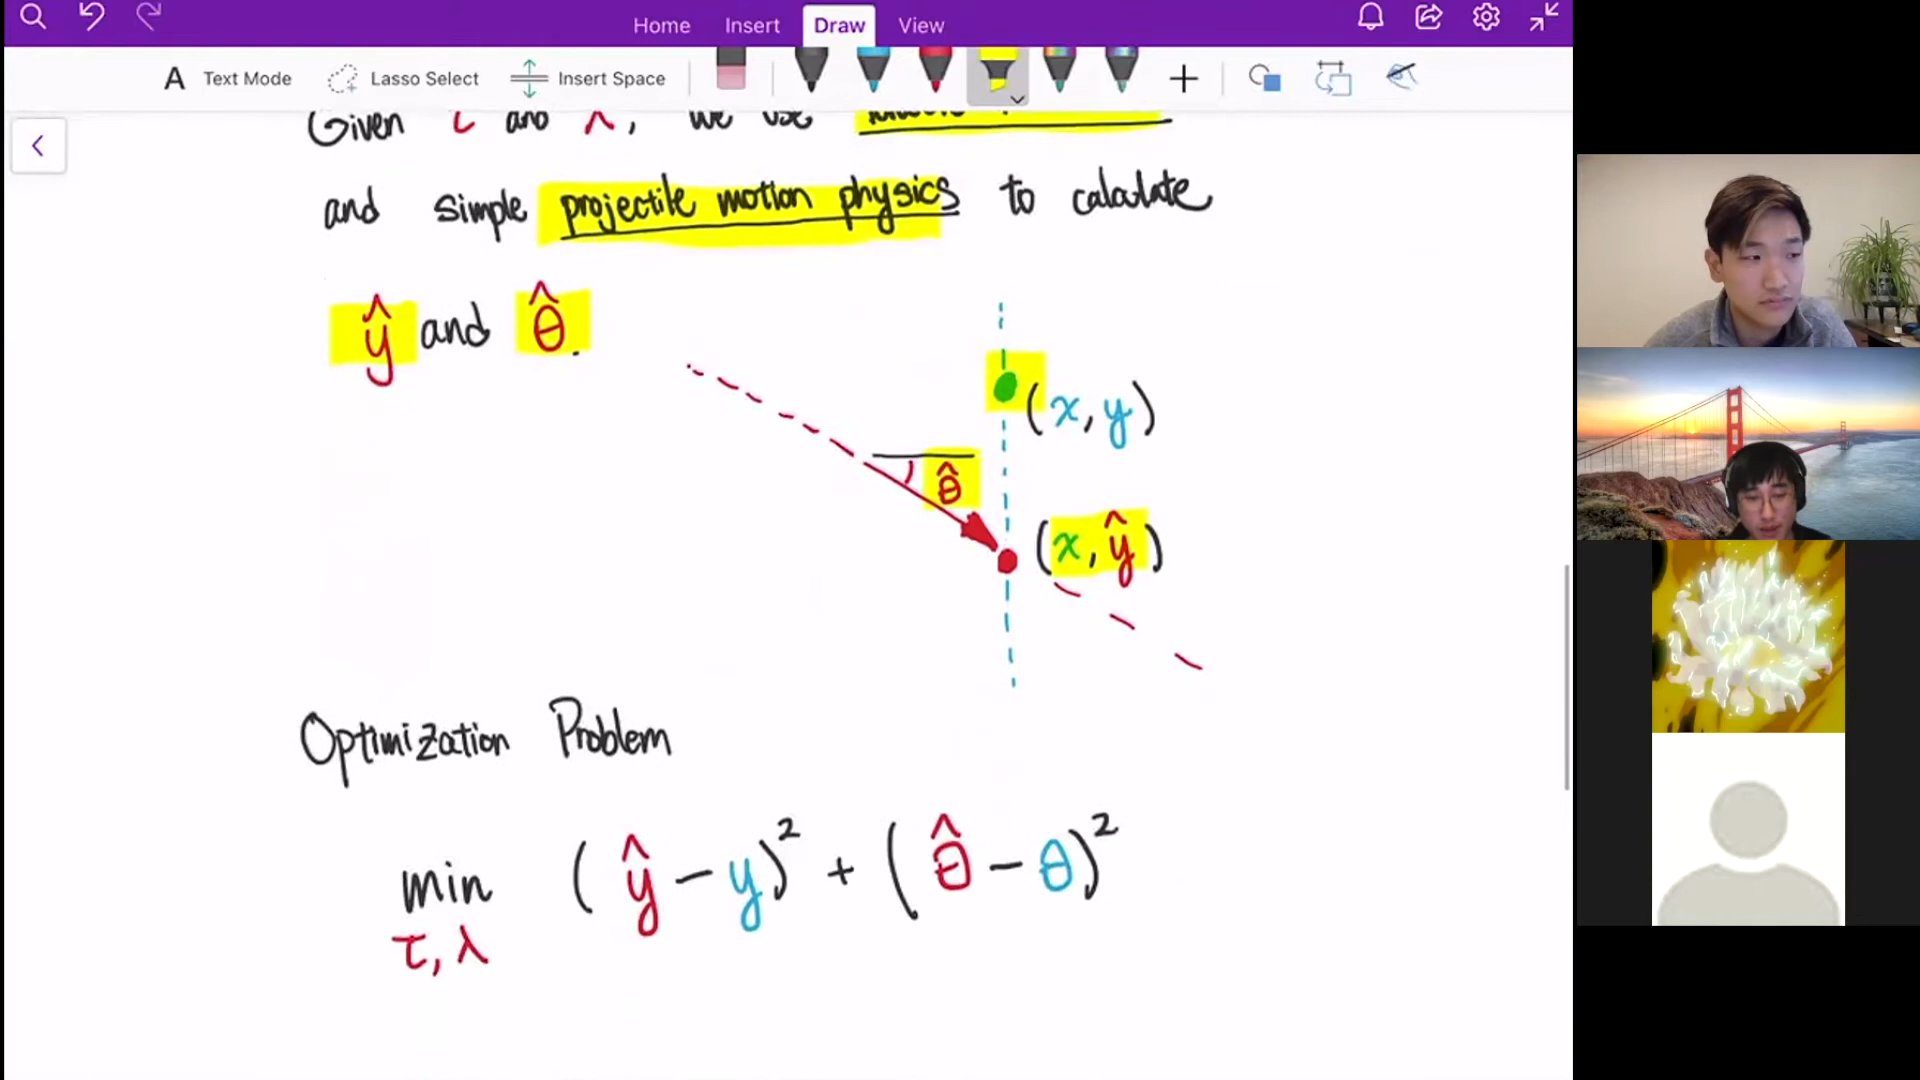 Home Insert Draw View
Text Mode Lasso Select Insert Space
Given τ and λ, we use
and simple projectile motion physics to calculate
ŷ and θ̂.
(x, y)
θ̂
(x, ŷ)
Optimization Problem
min (ŷ - y)² + (θ̂ - θ)²
τ, λ